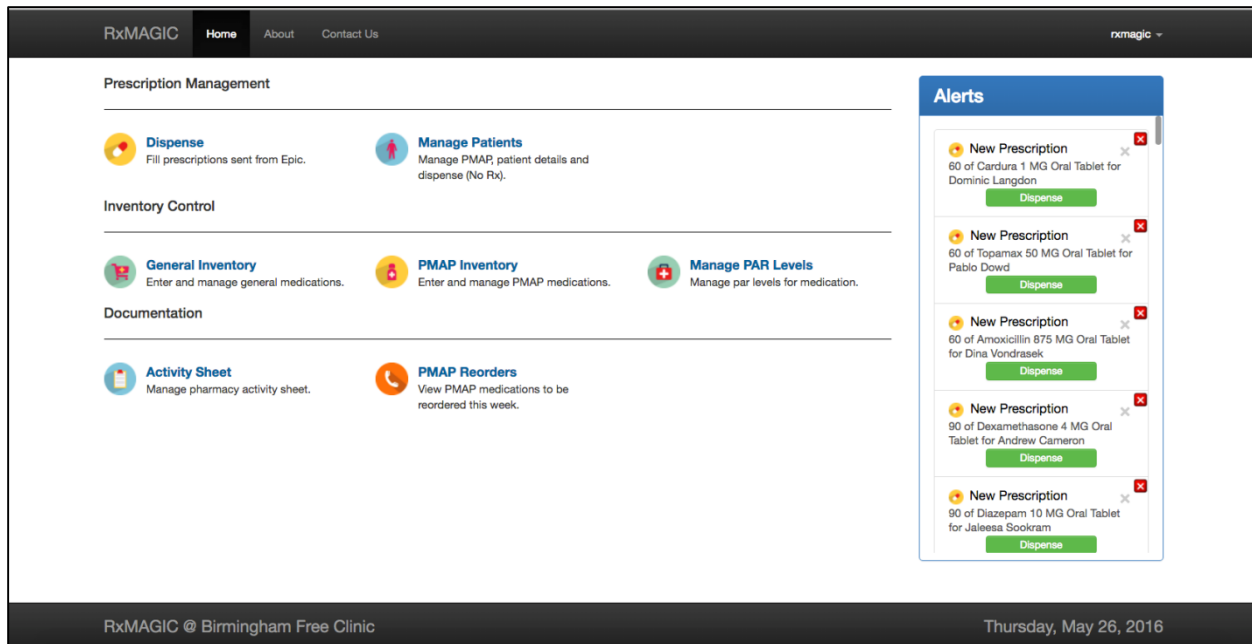 RxMAGIC Home About Contact Us rxmagic
Prescription Management
Dispense
Fill prescriptions sent from Epic.
Manage Patients
Manage PMAP, patient details and
dispense (No Rx).
Inventory Control
General Inventory
Enter and manage general medications.
PMAP Inventory
Enter and manage PMAP medications.
Manage PAR Levels
Manage par levels for medication.
Documentation
Activity Sheet
Manage pharmacy activity sheet.
PMAP Reorders
View PMAP medications to be
reordered this week.
Alerts
New Prescription
60 of Cardura 1 MG Oral Tablet for
Dominic Langdon
Dispense
New Prescription
60 of Topamax 50 MG Oral Tablet for
Pablo Dowd
Dispense
New Prescription
60 of Amoxicillin 875 MG Oral Tablet
for Dina Vondrasek
Dispense
New Prescription
90 of Dexamethasone 4 MG Oral
Tablet for Andrew Cameron
Dispense
New Prescription
90 of Diazepam 10 MG Oral Tablet
for Jaleesa Sookram
Dispense
RxMAGIC @ Birmingham Free Clinic Thursday, May 26, 2016